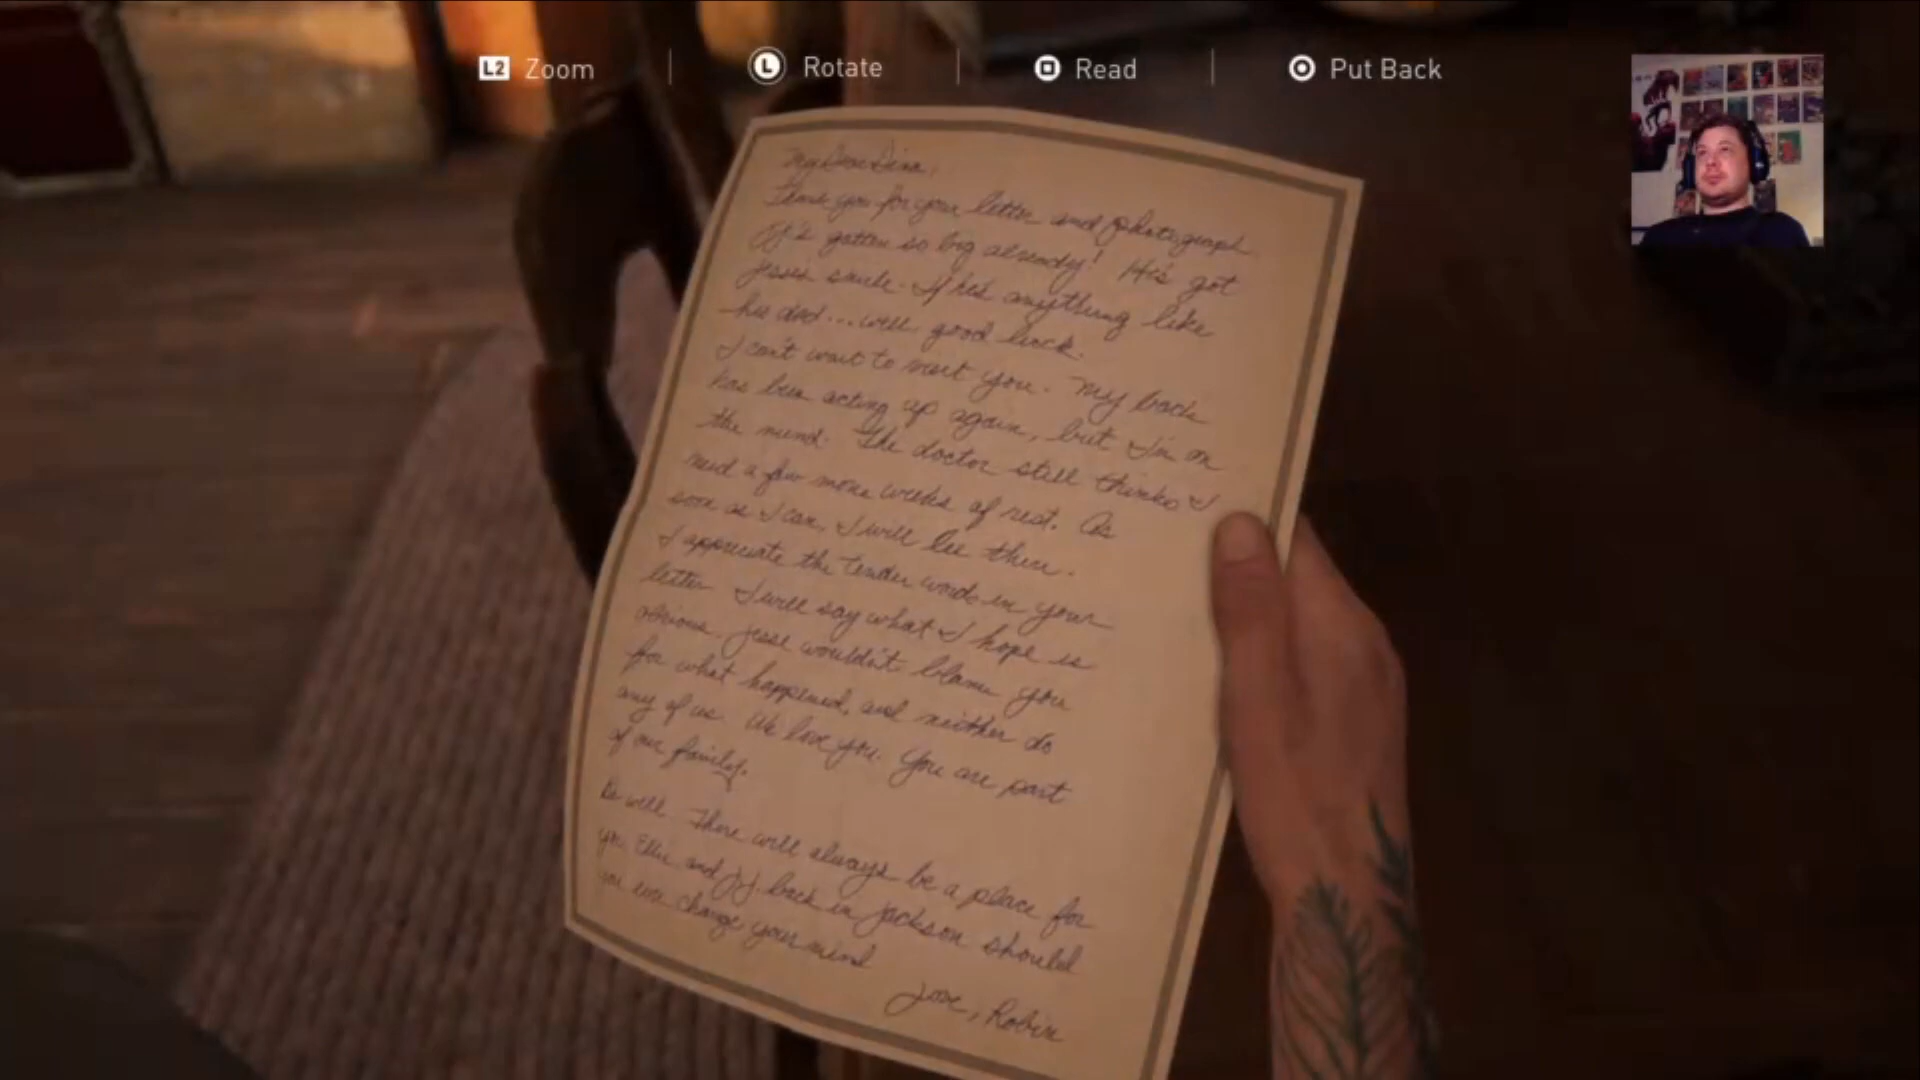 L2 Zoom
L Rotate
Read
Put Back
My Dear Dina,
Thank you for your letter and photograph.
JJ's gotten so big already! He's got
Jesse's smile. If he's anything like
his dad... well, good luck.
I can't wait to visit you. My back
has been acting up again, but I'm on
the mend. The doctor still thinks I
need a few more weeks of rest. As
soon as I can, I will be there.
I appreciate the tender words in your
letter. I will say what I hope is
obvious. Jesse wouldn't blame you
for what happened, and neither do
any of us. We love you. You are part
of our family.
Be well. There will always be a place for
you, Ellie and JJ back in Jackson should
you ever change your mind
Love, Robin